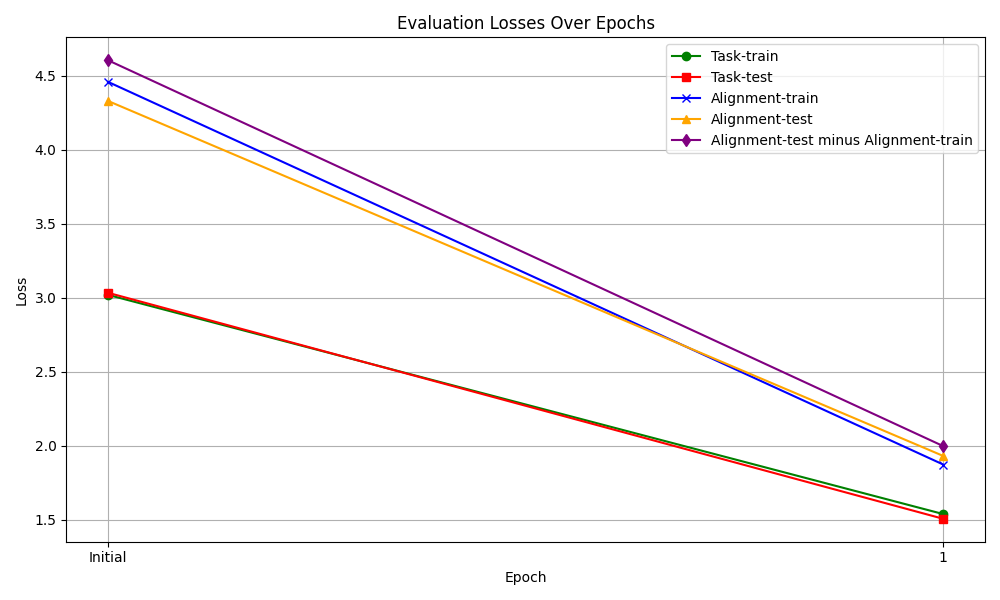 Evaluation Losses Over Epochs
Task-train
Task-test
Alignment-train
Alignment-test
Alignment-test minus Alignment-train
Loss
4.5
4.0
3.5
3.0
2.5
2.0
1.5
Initial
1
Epoch